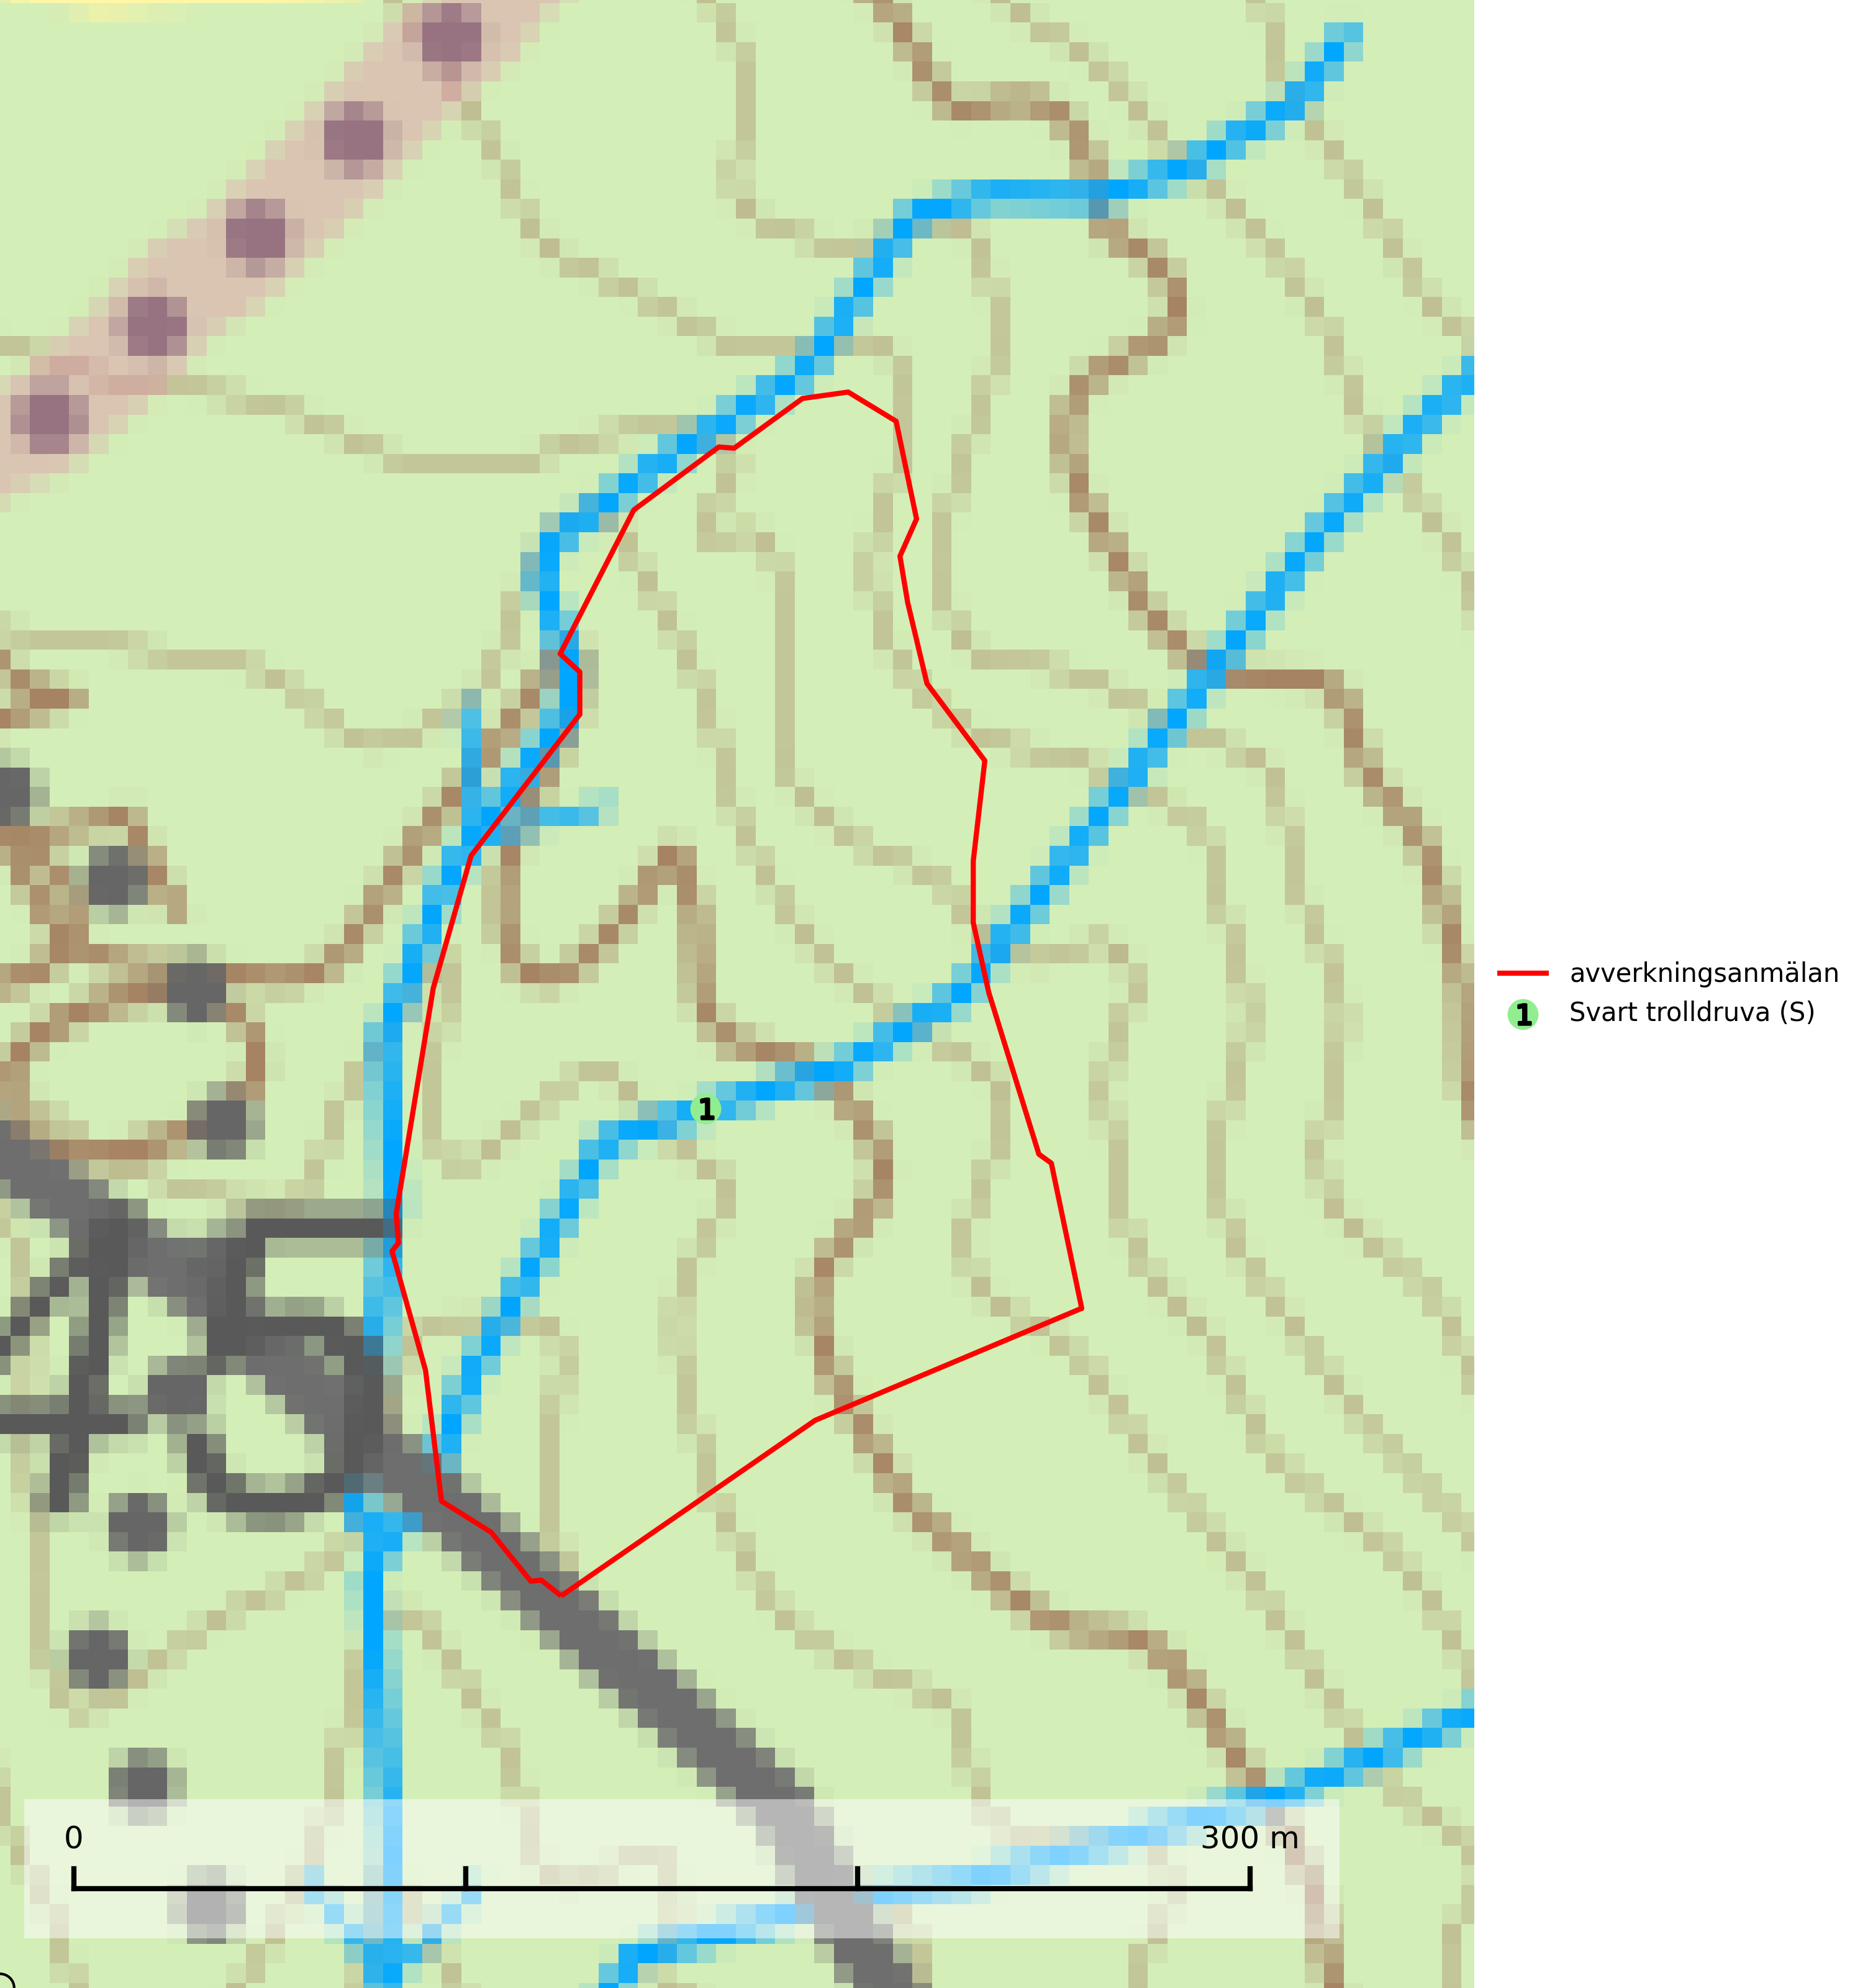 avverkningsanmälan
1 Svart trolldruva (S)
1
0 300 m